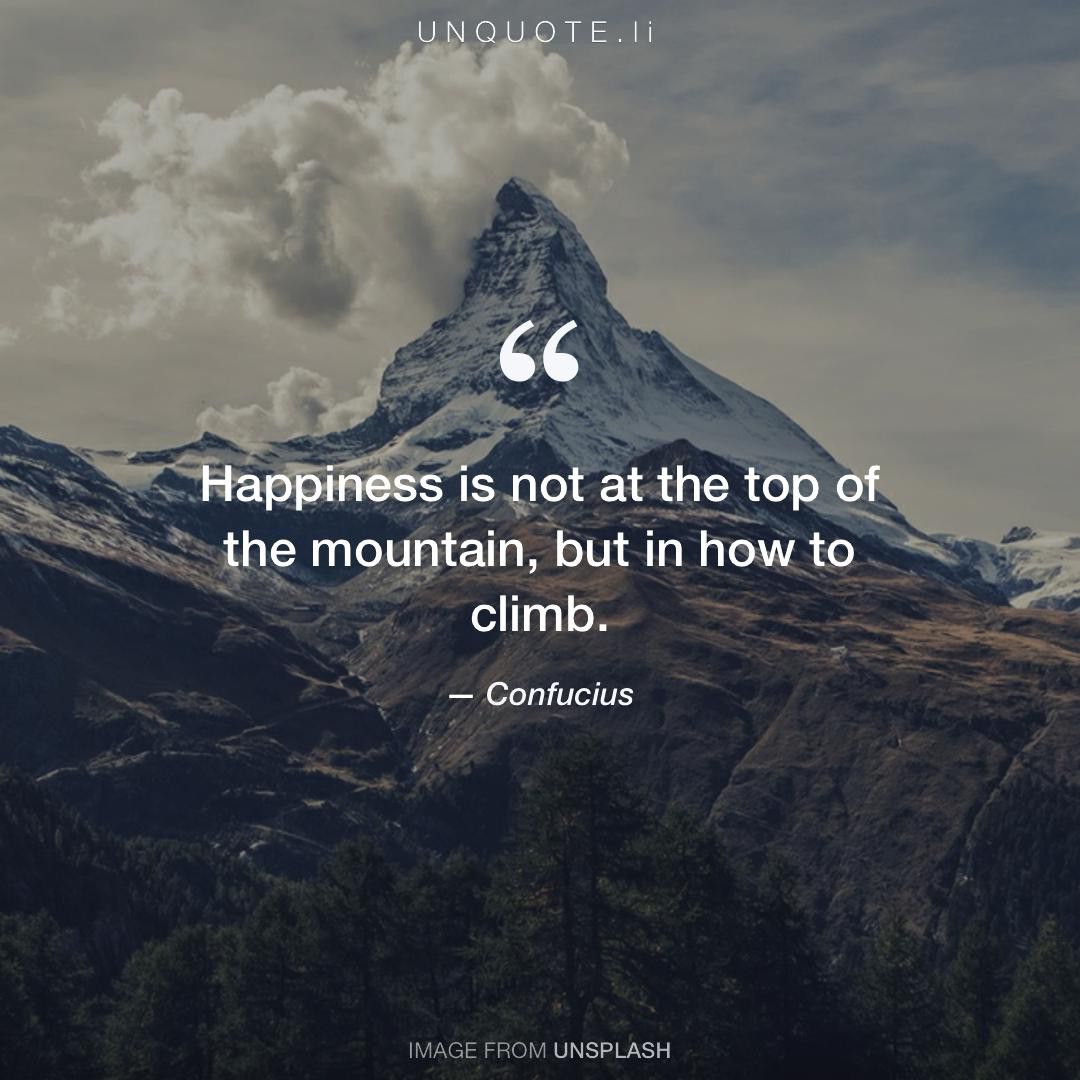 UNQUOTE.li
“
Happiness is not at the top of
the mountain, but in how to
climb.
— Confucius
IMAGE FROM UNSPLASH